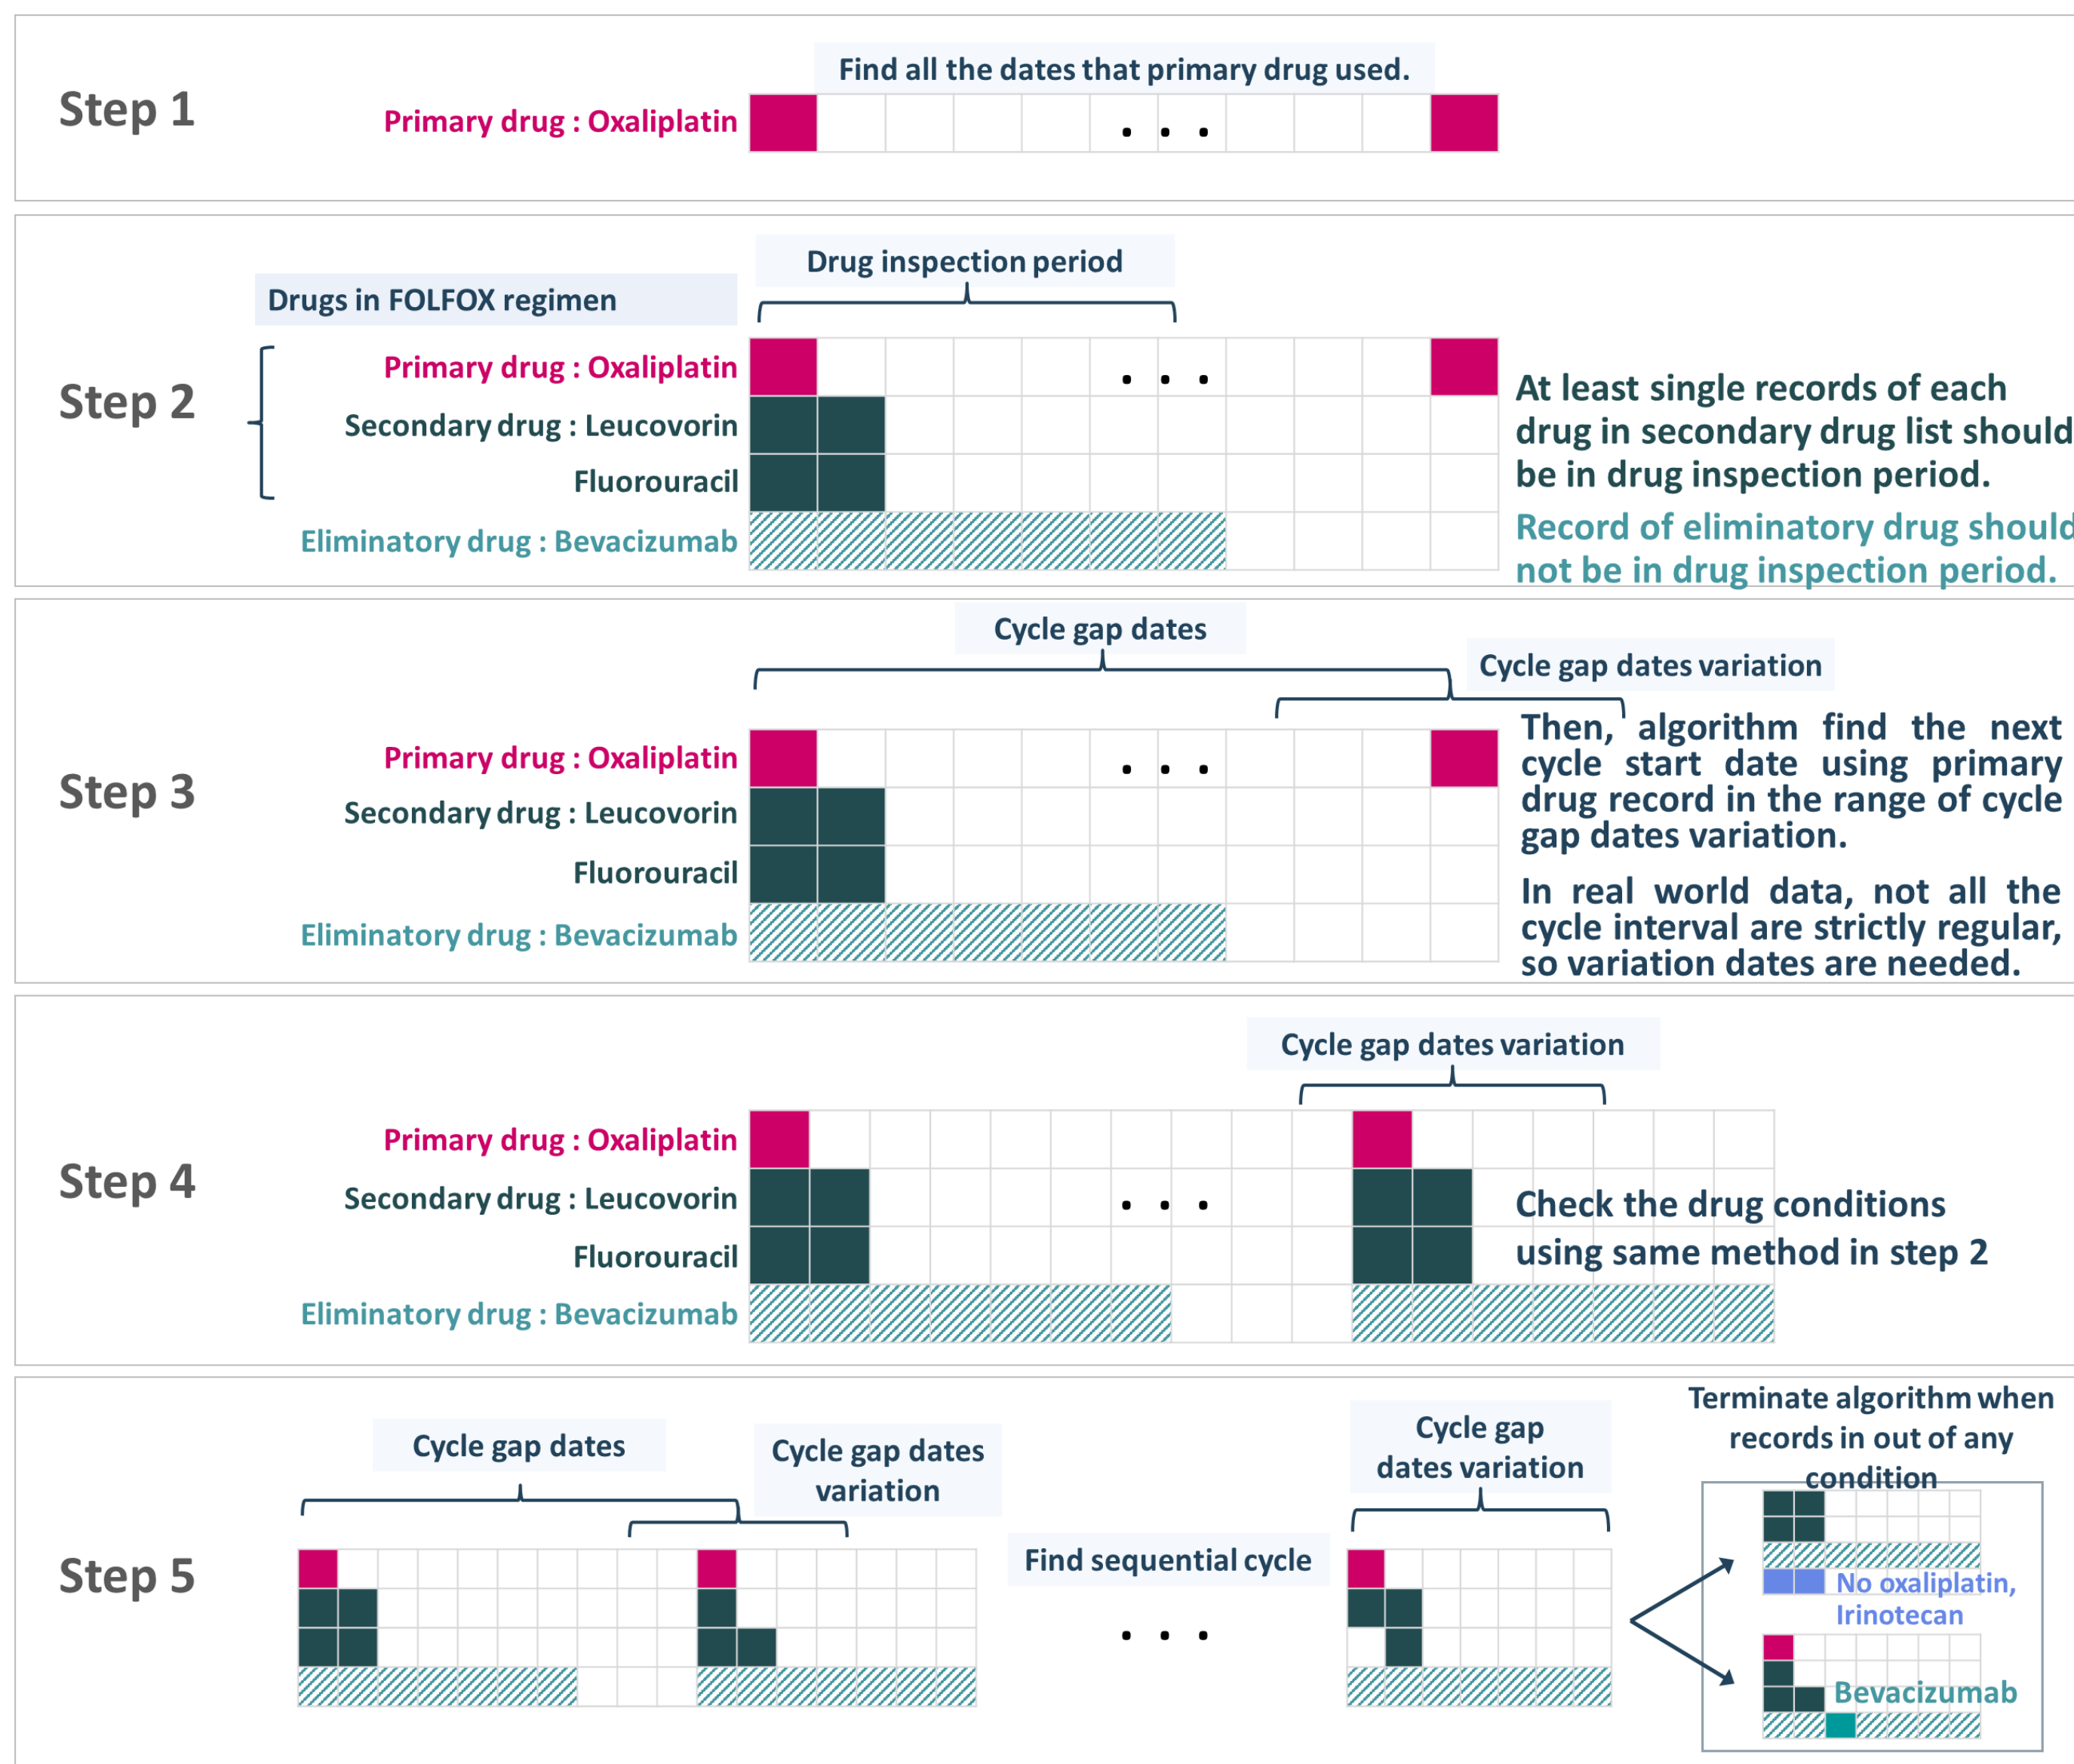 Step 1
Find all the dates that primary drug used.
Primary drug : Oxaliplatin
. . .
Step 2
Drug inspection period
Drugs in FOLFOX regimen
Primary drug : Oxaliplatin
. . .
Secondary drug : Leucovorin
Fluorouracil
Eliminatory drug : Bevacizumab
At least single records of each
drug in secondary drug list should
be in drug inspection period.
Record of eliminatory drug should
not be in drug inspection period.
Step 3
Cycle gap dates
Cycle gap dates variation
Primary drug : Oxaliplatin
. . .
Secondary drug : Leucovorin
Fluorouracil
Eliminatory drug : Bevacizumab
Then, algorithm find the next
cycle start date using primary
drug record in the range of cycle
gap dates variation.
In real world data, not all the
cycle interval are strictly regular,
so variation dates are needed.
Step 4
Cycle gap dates variation
Primary drug : Oxaliplatin
Secondary drug : Leucovorin
. . .
Fluorouracil
Eliminatory drug : Bevacizumab
Check the drug conditions
using same method in step 2
Step 5
Cycle gap dates
Cycle gap dates
variation
Find sequential cycle
. . .
Cycle gap
dates variation
Terminate algorithm when
records in out of any
condition
No oxaliplatin,
Irinotecan
Bevacizumab